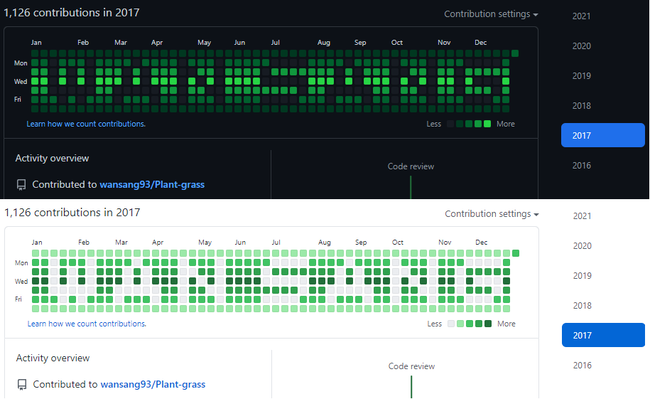 1,126 contributions in 2017
Contribution settings
2021
Jan Feb Mar Apr May Jun Jul Aug Sep Oct Nov Dec
2020
Mon
Wed
2019
Fri
2018
Learn how we count contributions.
Less More
2017
Activity overview
Code review
2016
Contributed to wansang93/Plant-grass
1,126 contributions in 2017
Contribution settings
2021
Jan Feb Mar Apr May Jun Jul Aug Sep Oct Nov Dec
2020
Mon
Wed
2019
Fri
2018
Learn how we count contributions.
Less More
2017
Activity overview
Code review
2016
Contributed to wansang93/Plant-grass